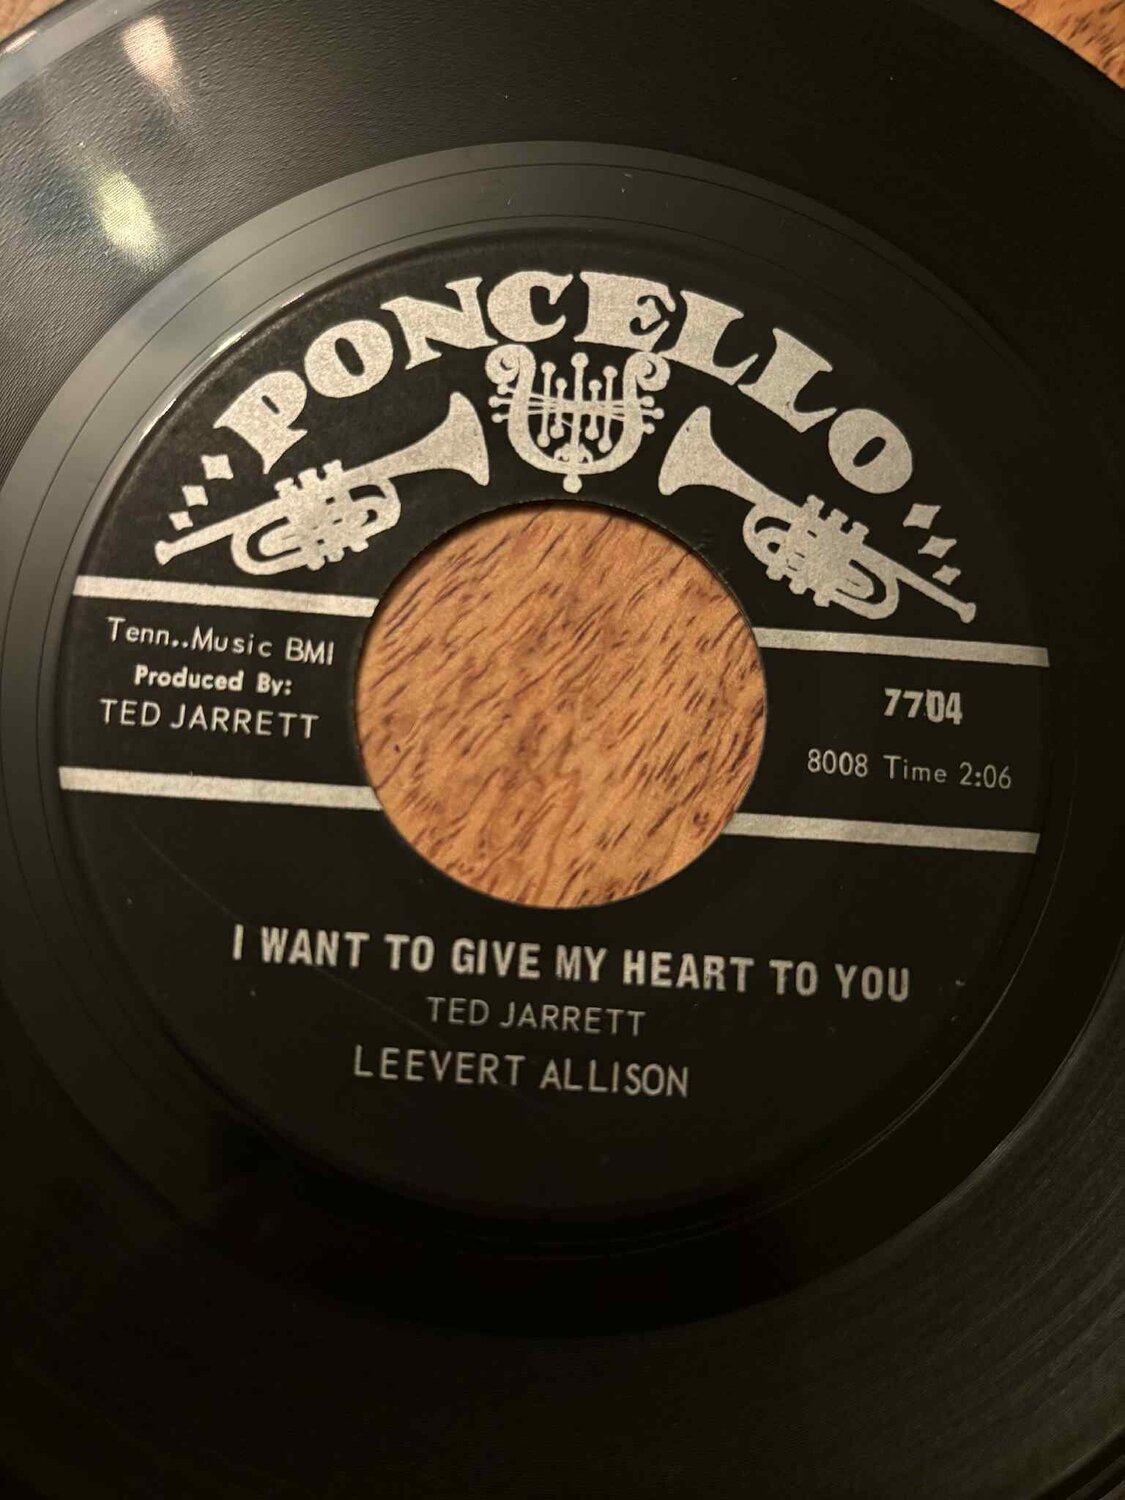 PONCELLO
Tenn..Music BMI
Produced By:
TED JARRETT
7704
8008 Time 2:06
I WANT TO GIVE MY HEART TO YOU
TED JARRETT
LEEVERT ALLISON